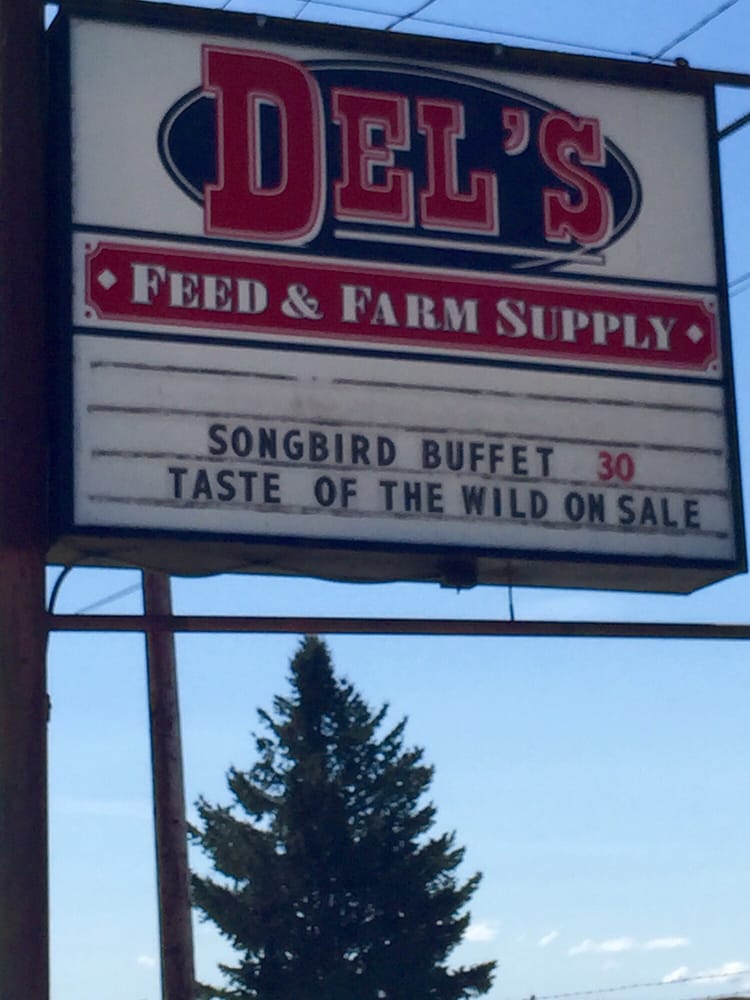 DEL'S
FEED & FARM SUPPLY
SONGBIRD BUFFET 30
TASTE OF THE WILD ON SALE